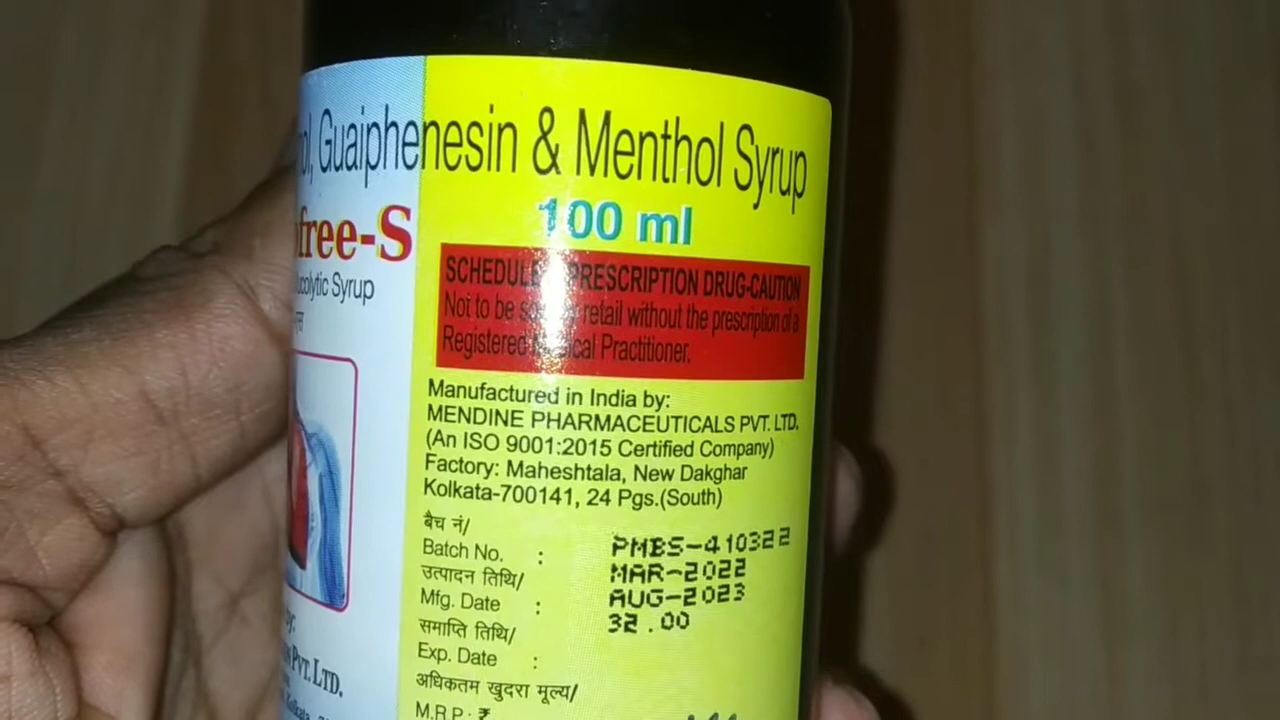 ol, Guaiphenesin & Menthol Syrup
100 ml
free-S
ucolytic Syrup
SCHEDULE PRESCRIPTION DRUG-CAUTION
Not to be retail without the prescription of a
Registered Practitioner.
Manufactured in India by:
MENDINE PHARMACEUTICALS PVT. LTD.
(An ISO 9001:2015 Certified Company)
Factory: Maheshtala, New Dakghar
Kolkata-700141, 24 Pgs.(South)
बैच नं/
Batch No. : PMBS-410322
उत्पादन तिथि/ MAR-2022
Mfg. Date : AUG-2023
समाप्ति तिथि/ 32.00
Exp. Date :
अधिकतम खुदरा मूल्य/
M.R.P.: ₹
PVT. LTD.